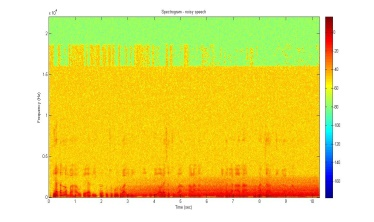 Spectrogram - noisy speech
x 10⁴
2
1.5
1
0.5
0
Frequency (Hz)
0 1 2 3 4 5 6 7 8 9 10
Time (sec)
0
-20
-40
-60
-80
-100
-120
-140
-160